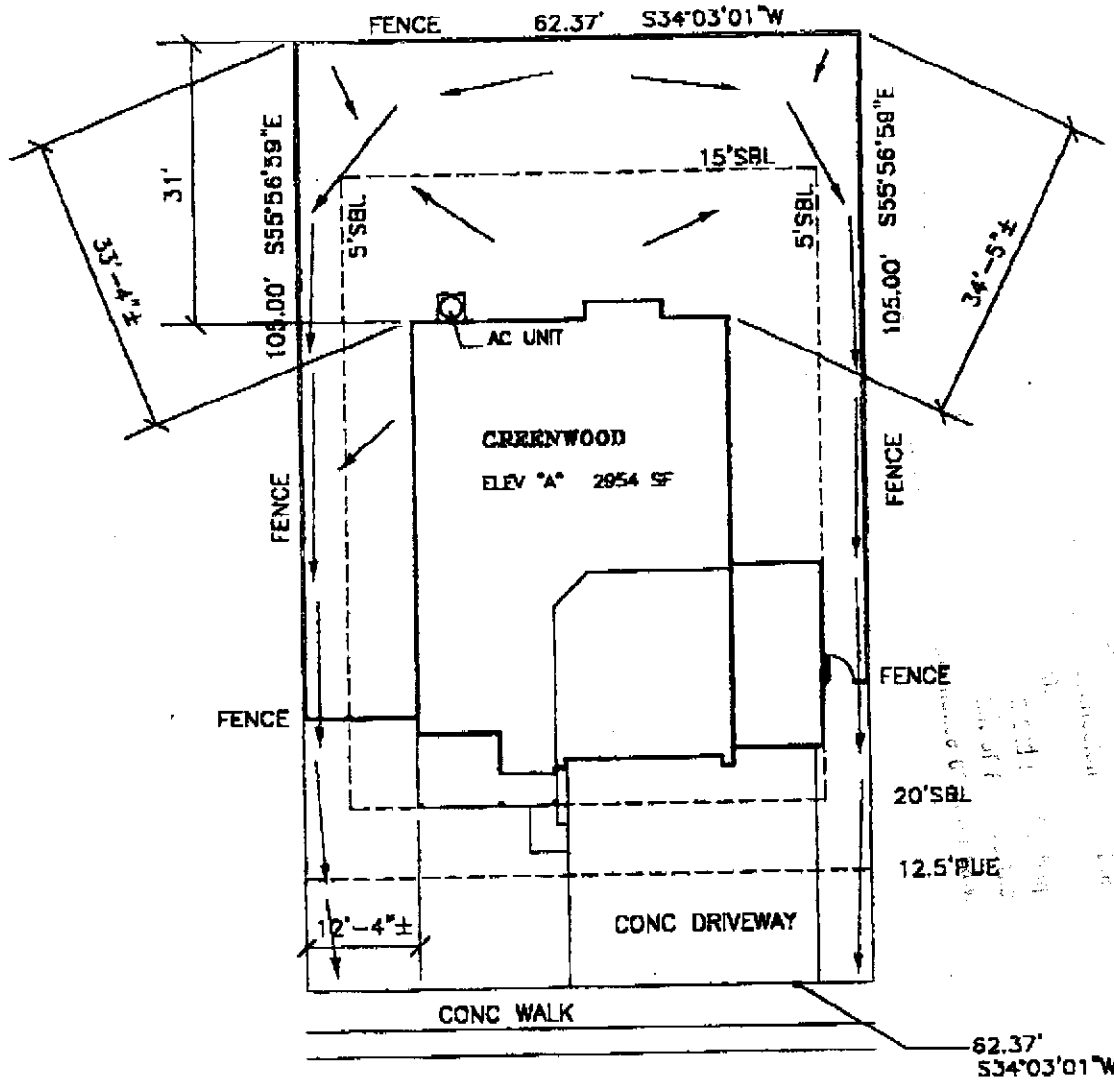 FENCE 62.37' S34°03'01"W
S55°56'59"E
105.00'
31'
33'-4"±
15'SBL
5'SBL
5'SBL
S55°56'59"E
105.00'
34'-5"±
AC UNIT
GREENWOOD
ELEV "A" 2954 SF
FENCE
FENCE
FENCE
FENCE
20'SBL
12.5'PUE
12'-4"±
CONC DRIVEWAY
CONC WALK
62.37'
S34°03'01"W